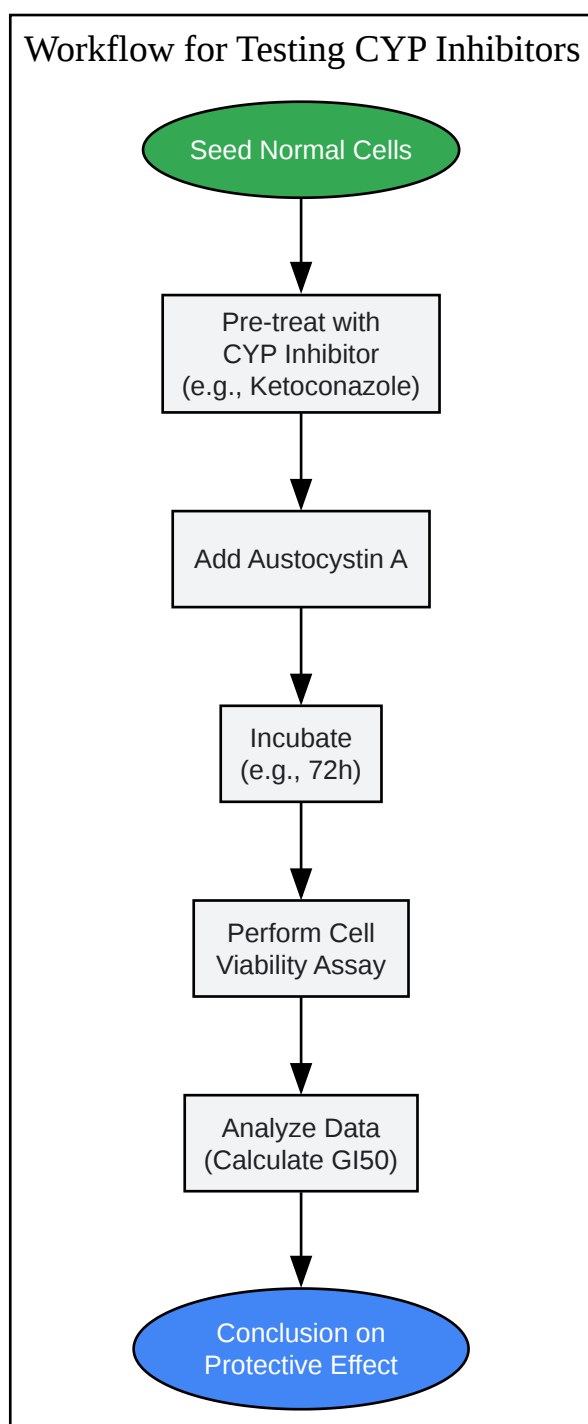 Workflow for Testing CYP Inhibitors
Seed Normal Cells
Pre-treat with
CYP Inhibitor
(e.g., Ketoconazole)
Add Austocystin A
Incubate
(e.g., 72h)
Perform Cell
Viability Assay
Analyze Data
(Calculate GI50)
Conclusion on
Protective Effect